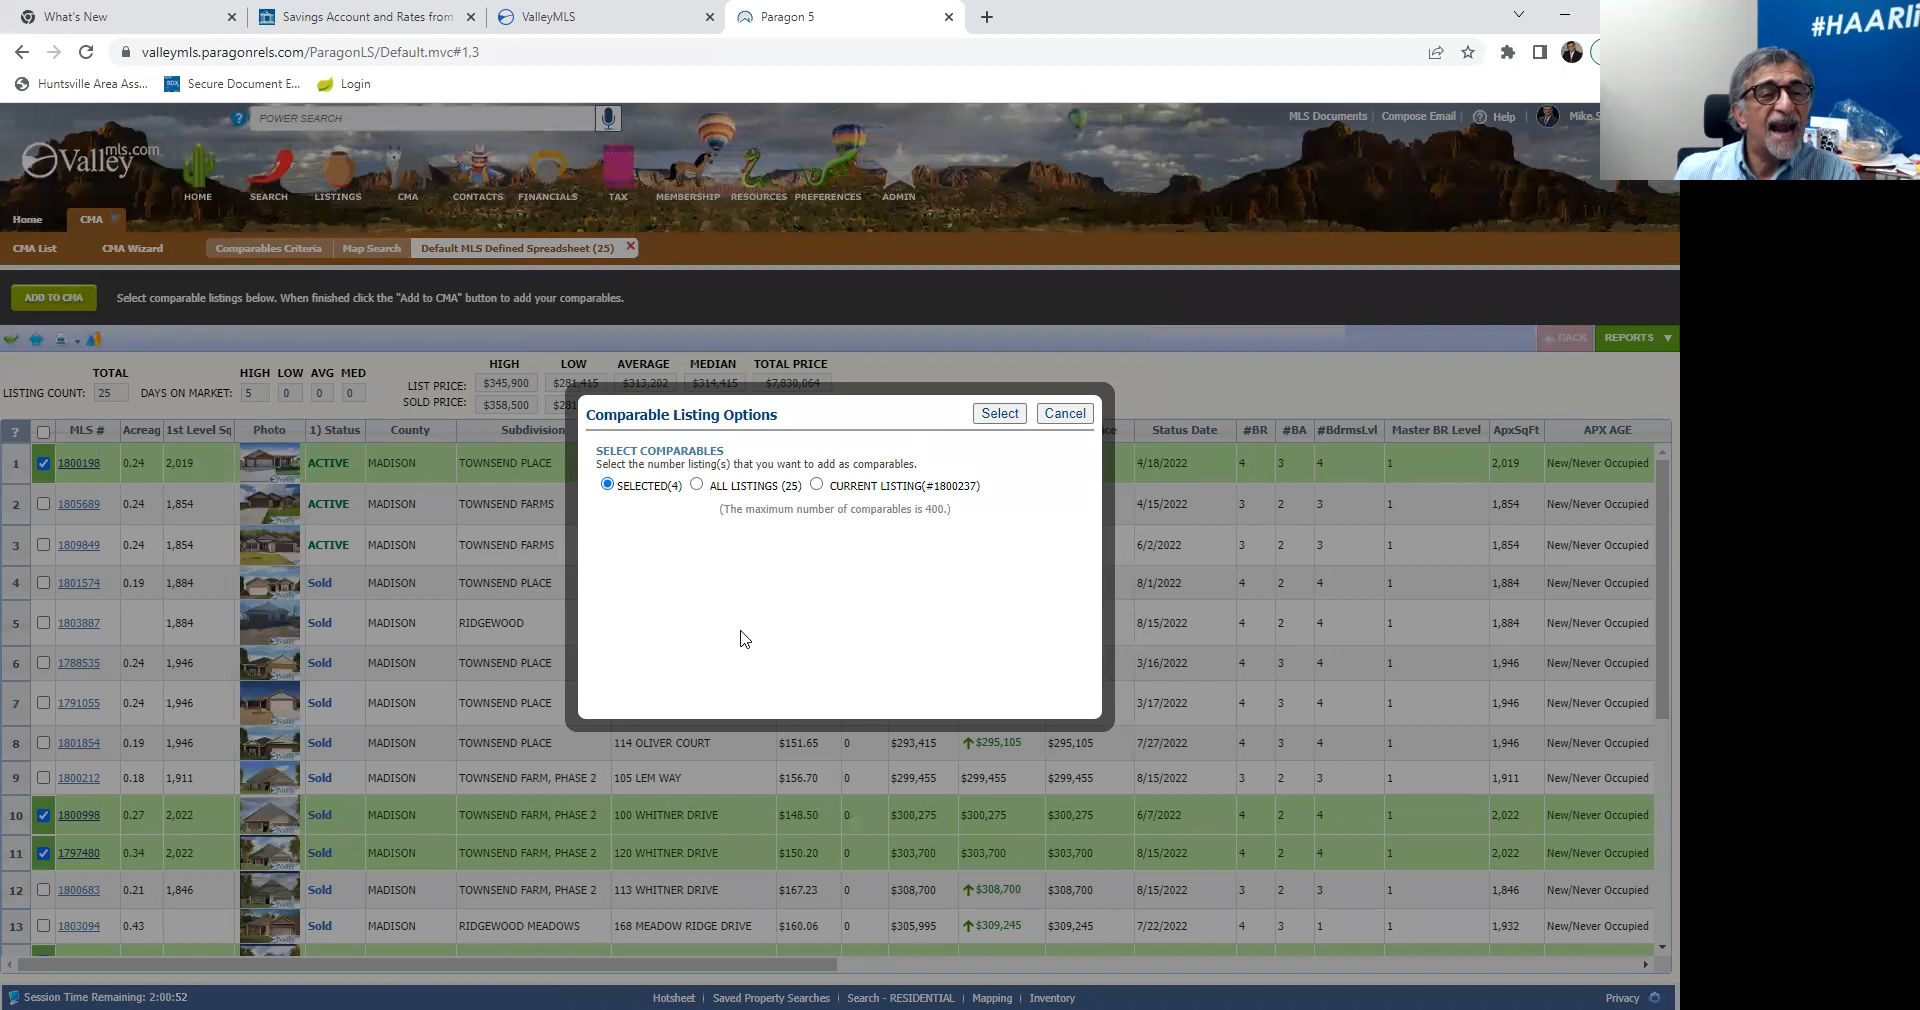 What's New
Savings Account and Rates from
ValleyMLS
Paragon 5
valleymls.paragonrels.com/ParagonLS/Default.mvc#1,3
Huntsville Area Ass... Secure Document E... Login
#HAARli
? POWER SEARCH
MLS Documents | Compose Email | ? Help | Mike S
Valley mls.com
HOME SEARCH LISTINGS CMA CONTACTS FINANCIALS TAX MEMBERSHIP RESOURCES PREFERENCES ADMIN
Home CMA
CMA List CMA Wizard Comparables Criteria Map Search Default MLS Defined Spreadsheet (25)
ADD TO CMA Select comparable listings below. When finished click the "Add to CMA" button to add your comparables.
BACK REPORTS
HIGH LOW AVERAGE MEDIAN TOTAL PRICE
TOTAL HIGH LOW AVG MED
LISTING COUNT: 25 DAYS ON MARKET: 5 0 0 0
LIST PRICE: $345,900 $281,415 $313,202 $314,415 $7,830,064
SOLD PRICE: $358,500 $281
Comparable Listing Options Select Cancel
SELECT COMPARABLES
Select the number listing(s) that you want to add as comparables.
SELECTED(4) ALL LISTINGS (25) CURRENT LISTING(#1800237)
(The maximum number of comparables is 400.)
? MLS # Acreag 1st Level Sq Photo 1) Status County Subdivision ce Status Date #BR #BA #BdrmsLvl Master BR Level ApxSqFt APX AGE
1 1800198 0.24 2,019 ACTIVE MADISON TOWNSEND PLACE 4/18/2022 4 3 4 1 2,019 New/Never Occupied
2 1805689 0.24 1,854 ACTIVE MADISON TOWNSEND FARMS 4/15/2022 3 2 3 1 1,854 New/Never Occupied
3 1809849 0.24 1,854 ACTIVE MADISON TOWNSEND FARMS 6/2/2022 3 2 3 1 1,854 New/Never Occupied
4 1801574 0.19 1,884 Sold MADISON TOWNSEND PLACE 8/1/2022 4 2 4 1 1,884 New/Never Occupied
5 1803887 1,884 Sold MADISON RIDGEWOOD 8/15/2022 4 2 4 1 1,884 New/Never Occupied
6 1788535 0.24 1,946 Sold MADISON TOWNSEND PLACE 3/16/2022 4 3 4 1 1,946 New/Never Occupied
7 1791055 0.24 1,946 Sold MADISON TOWNSEND PLACE 3/17/2022 4 3 4 1 1,946 New/Never Occupied
8 1801854 0.19 1,946 Sold MADISON TOWNSEND PLACE 114 OLIVER COURT $151.65 0 $293,415 $295,105 $295,105 7/27/2022 4 3 4 1 1,946 New/Never Occupied
9 1800212 0.18 1,911 Sold MADISON TOWNSEND FARM, PHASE 2 105 LEM WAY $156.70 0 $299,455 $299,455 $299,455 8/15/2022 3 2 3 1 1,911 New/Never Occupied
10 1800998 0.27 2,022 Sold MADISON TOWNSEND FARM, PHASE 2 100 WHITNER DRIVE $148.50 0 $300,275 $300,275 $300,275 6/7/2022 4 2 4 1 2,022 New/Never Occupied
11 1797480 0.34 2,022 Sold MADISON TOWNSEND FARM, PHASE 2 120 WHITNER DRIVE $150.20 0 $303,700 $303,700 $303,700 8/15/2022 4 2 4 1 2,022 New/Never Occupied
12 1800683 0.21 1,846 Sold MADISON TOWNSEND FARM, PHASE 2 113 WHITNER DRIVE $167.23 0 $308,700 $308,700 $308,700 8/15/2022 3 2 3 1 1,846 New/Never Occupied
13 1803094 0.43 Sold MADISON RIDGEWOOD MEADOWS 168 MEADOW RIDGE DRIVE $160.06 0 $305,995 $309,245 $309,245 7/22/2022 4 3 1 1 1,932 New/Never Occupied
Session Time Remaining: 2:00:52 Hotsheet | Saved Property Searches | Search - RESIDENTIAL | Mapping | Inventory Privacy